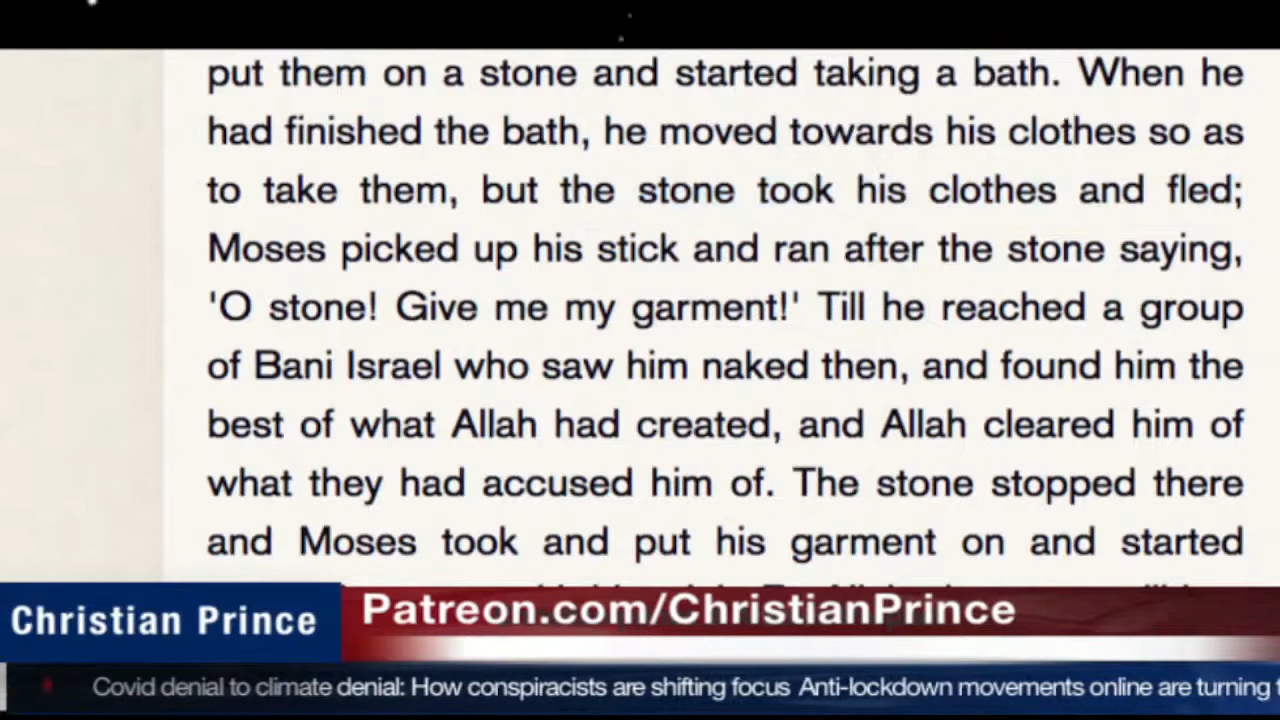 put them on a stone and started taking a bath. When he
had finished the bath, he moved towards his clothes so as
to take them, but the stone took his clothes and fled;
Moses picked up his stick and ran after the stone saying,
'O stone! Give me my garment!' Till he reached a group
of Bani Israel who saw him naked then, and found him the
best of what Allah had created, and Allah cleared him of
what they had accused him of. The stone stopped there
and Moses took and put his garment on and started
Christian Prince
Patreon.com/ChristianPrince
Covid denial to climate denial: How conspiracists are shifting focus Anti-lockdown movements online are turning